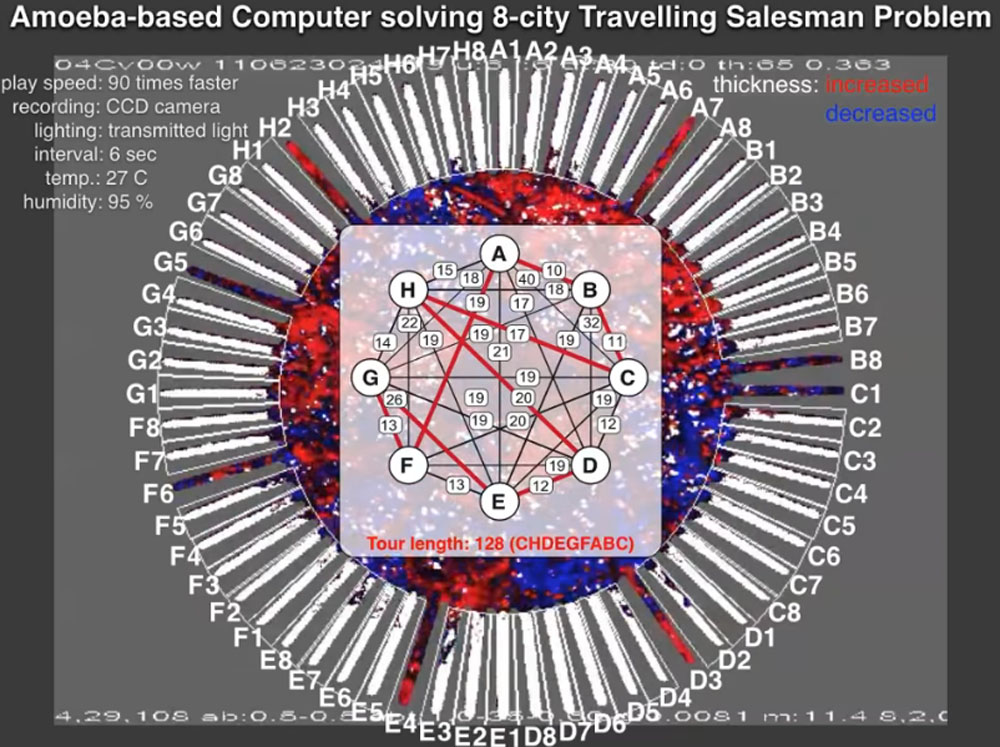 Amoeba-based Computer solving 8-city Travelling Salesman Problem
td:0 th:65 0.363
play speed: 90 times faster
recording: CCD camera
lighting: transmitted light
interval: 6 sec
temp.: 27 C
humidity: 95 %
thickness: increased
decreased
A1
A2
A3
A4
A5
A6
A7
A8
B1
B2
B3
B4
B5
B6
B7
B8
C1
C2
C3
C4
C5
C6
C7
C8
D1
D2
D3
D4
D5
D6
D7
D8
E1
E2
E3
E4
E5
E6
E7
E8
F1
F2
F3
F4
F5
F6
F7
F8
G1
G2
G3
G4
G5
G6
G7
G8
H1
H2
H3
H4
H5
H6
H7
H8
A
15 18 40 10
H 18 B
19 17
22 32
14 19 19 17 19 11
21
G 19 C
26 19 20 19
13 19 20 12
F 19 D
13 12
E
Tour length: 128 (CHDEGFABC)
4,29,108 ab:0.5-0.5
0081 m:11.4 8,2,0